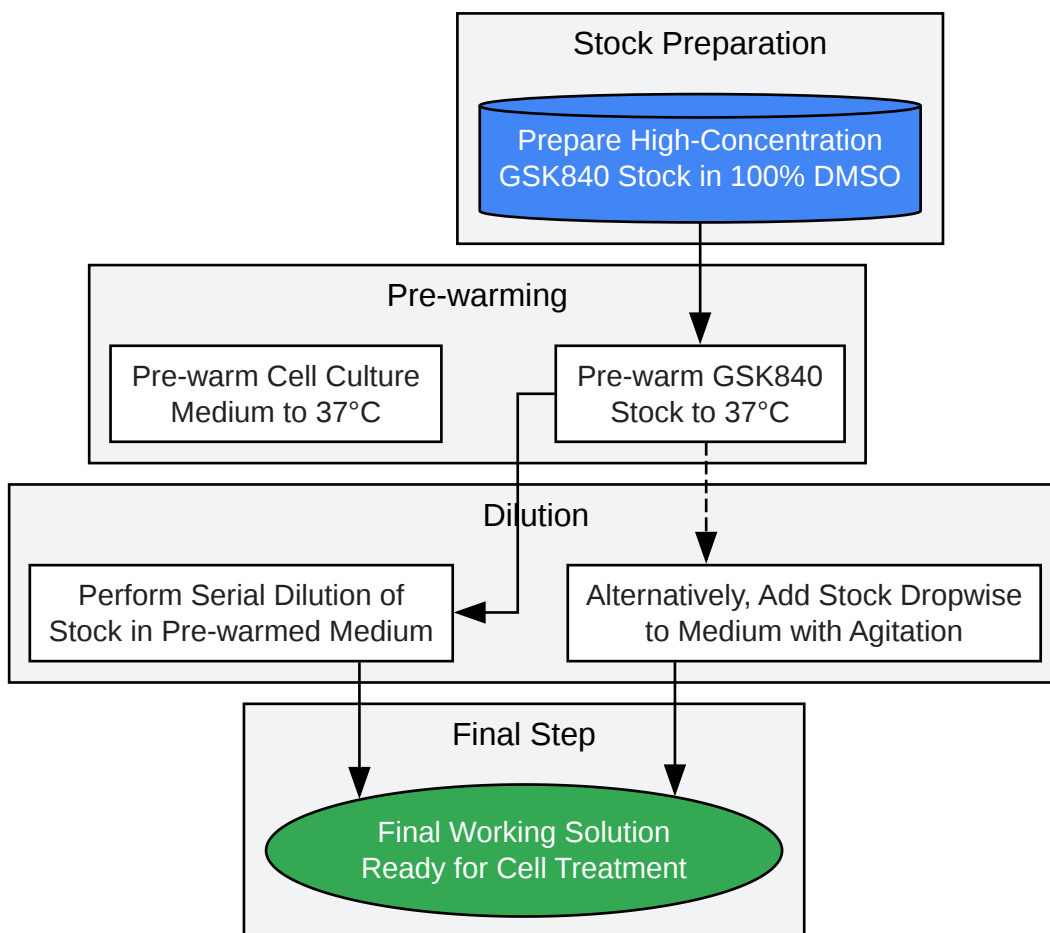 Stock Preparation
Prepare High-Concentration
GSK840 Stock in 100% DMSO
Pre-warming
Pre-warm Cell Culture
Medium to 37°C
Pre-warm GSK840
Stock to 37°C
Dilution
Perform Serial Dilution of
Stock in Pre-warmed Medium
Alternatively, Add Stock Dropwise
to Medium with Agitation
Final Step
Final Working Solution
Ready for Cell Treatment